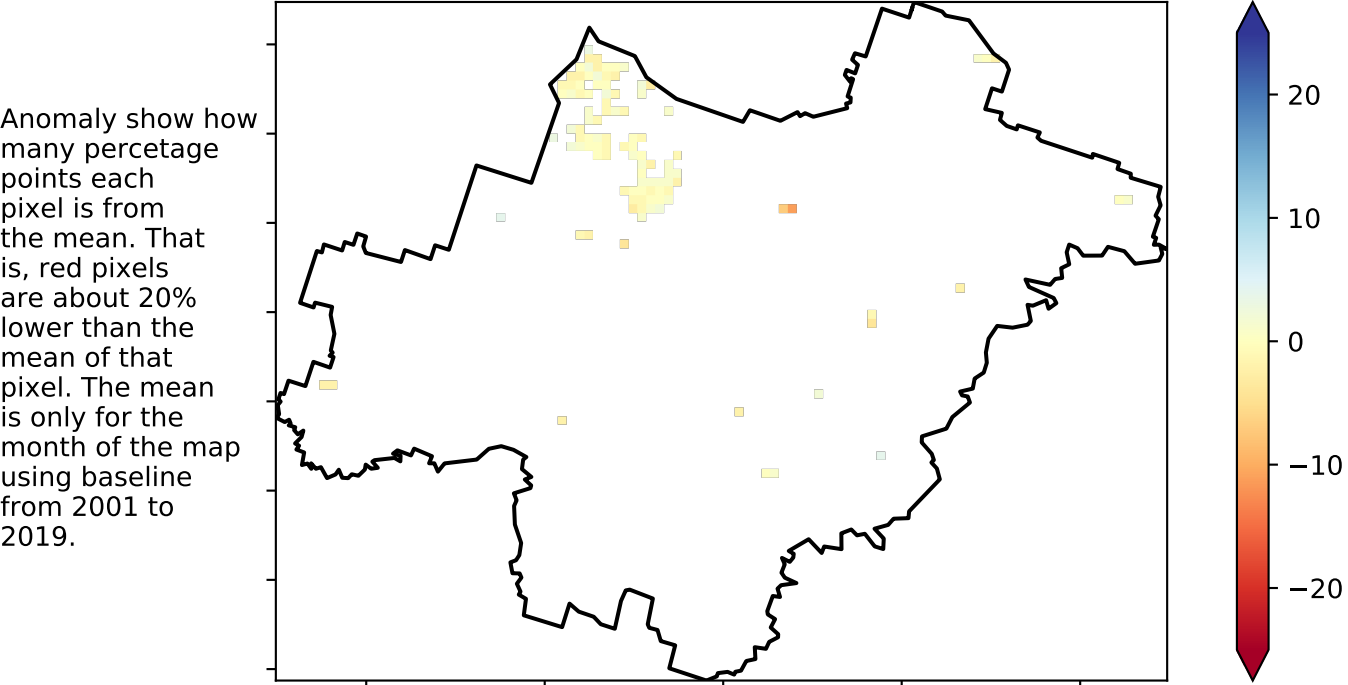 Anomaly show how
many percetage
points each
pixel is from
the mean. That
is, red pixels
are about 20%
lower than the
mean of that
pixel. The mean
is only for the
month of the map
using baseline
from 2001 to
2019.
20
10
0
−10
−20